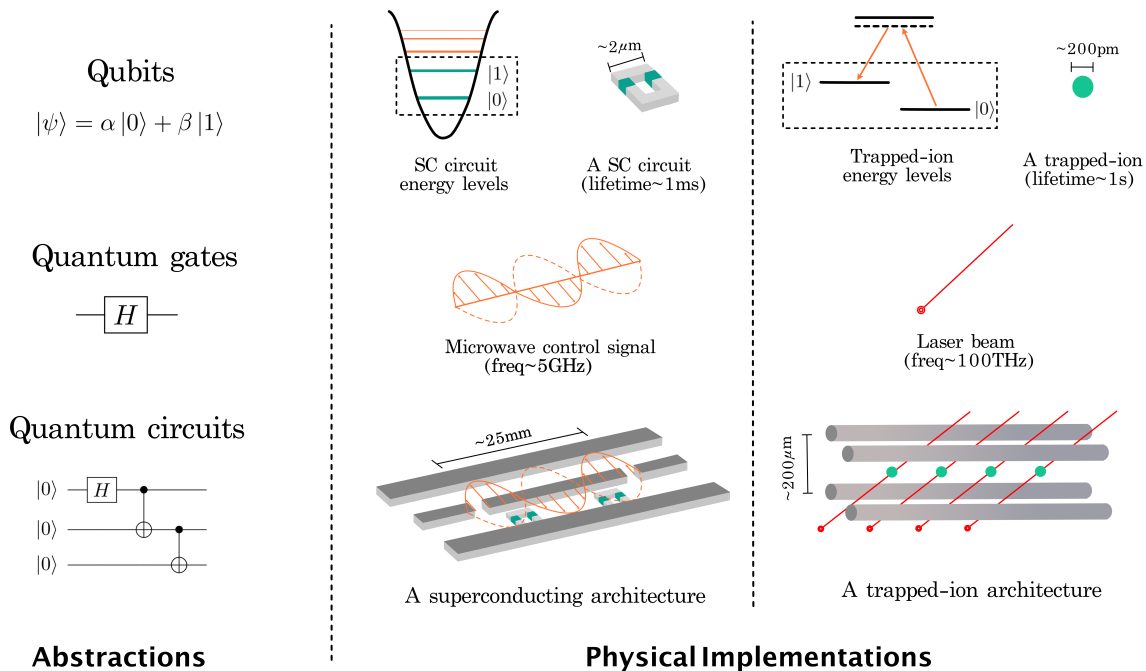 Qubits
|ψ⟩ = α |0⟩ + β |1⟩
|1⟩
|0⟩
SC circuit
energy levels
~2μm
A SC circuit
(lifetime~1ms)
|1⟩
|0⟩
Trapped-ion
energy levels
~200pm
A trapped-ion
(lifetime~1s)
Quantum gates
H
Microwave control signal
(freq~5GHz)
Laser beam
(freq~100THz)
Quantum circuits
|0⟩
H
|0⟩
|0⟩
~25mm
A superconducting architecture
~200μm
A trapped-ion architecture
Abstractions
Physical Implementations